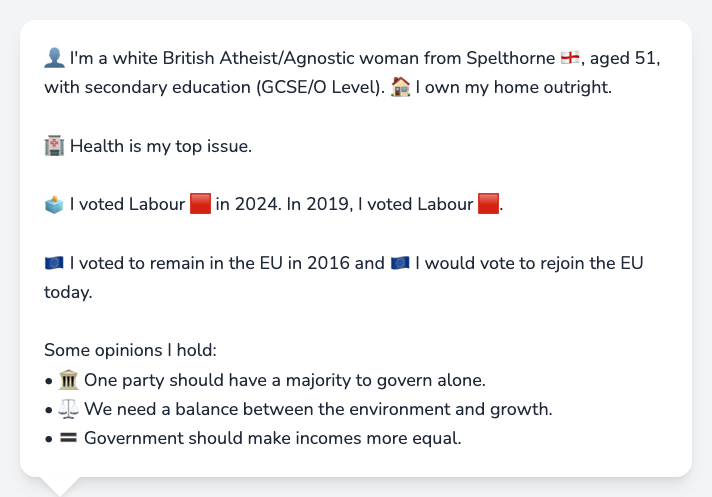 👤 I'm a white British Atheist/Agnostic woman from Spelthorne 🏴󠁧󠁢󠁥󠁮󠁧󠁿, aged 51,
with secondary education (GCSE/O Level). 🏠 I own my home outright.
🏥 Health is my top issue.
🗳️ I voted Labour 🟥 in 2024. In 2019, I voted Labour 🟥.
🇪🇺 I voted to remain in the EU in 2016 and 🇪🇺 I would vote to rejoin the EU
today.
Some opinions I hold:
• 🏛️ One party should have a majority to govern alone.
• ⚖️ We need a balance between the environment and growth.
• 🟰 Government should make incomes more equal.